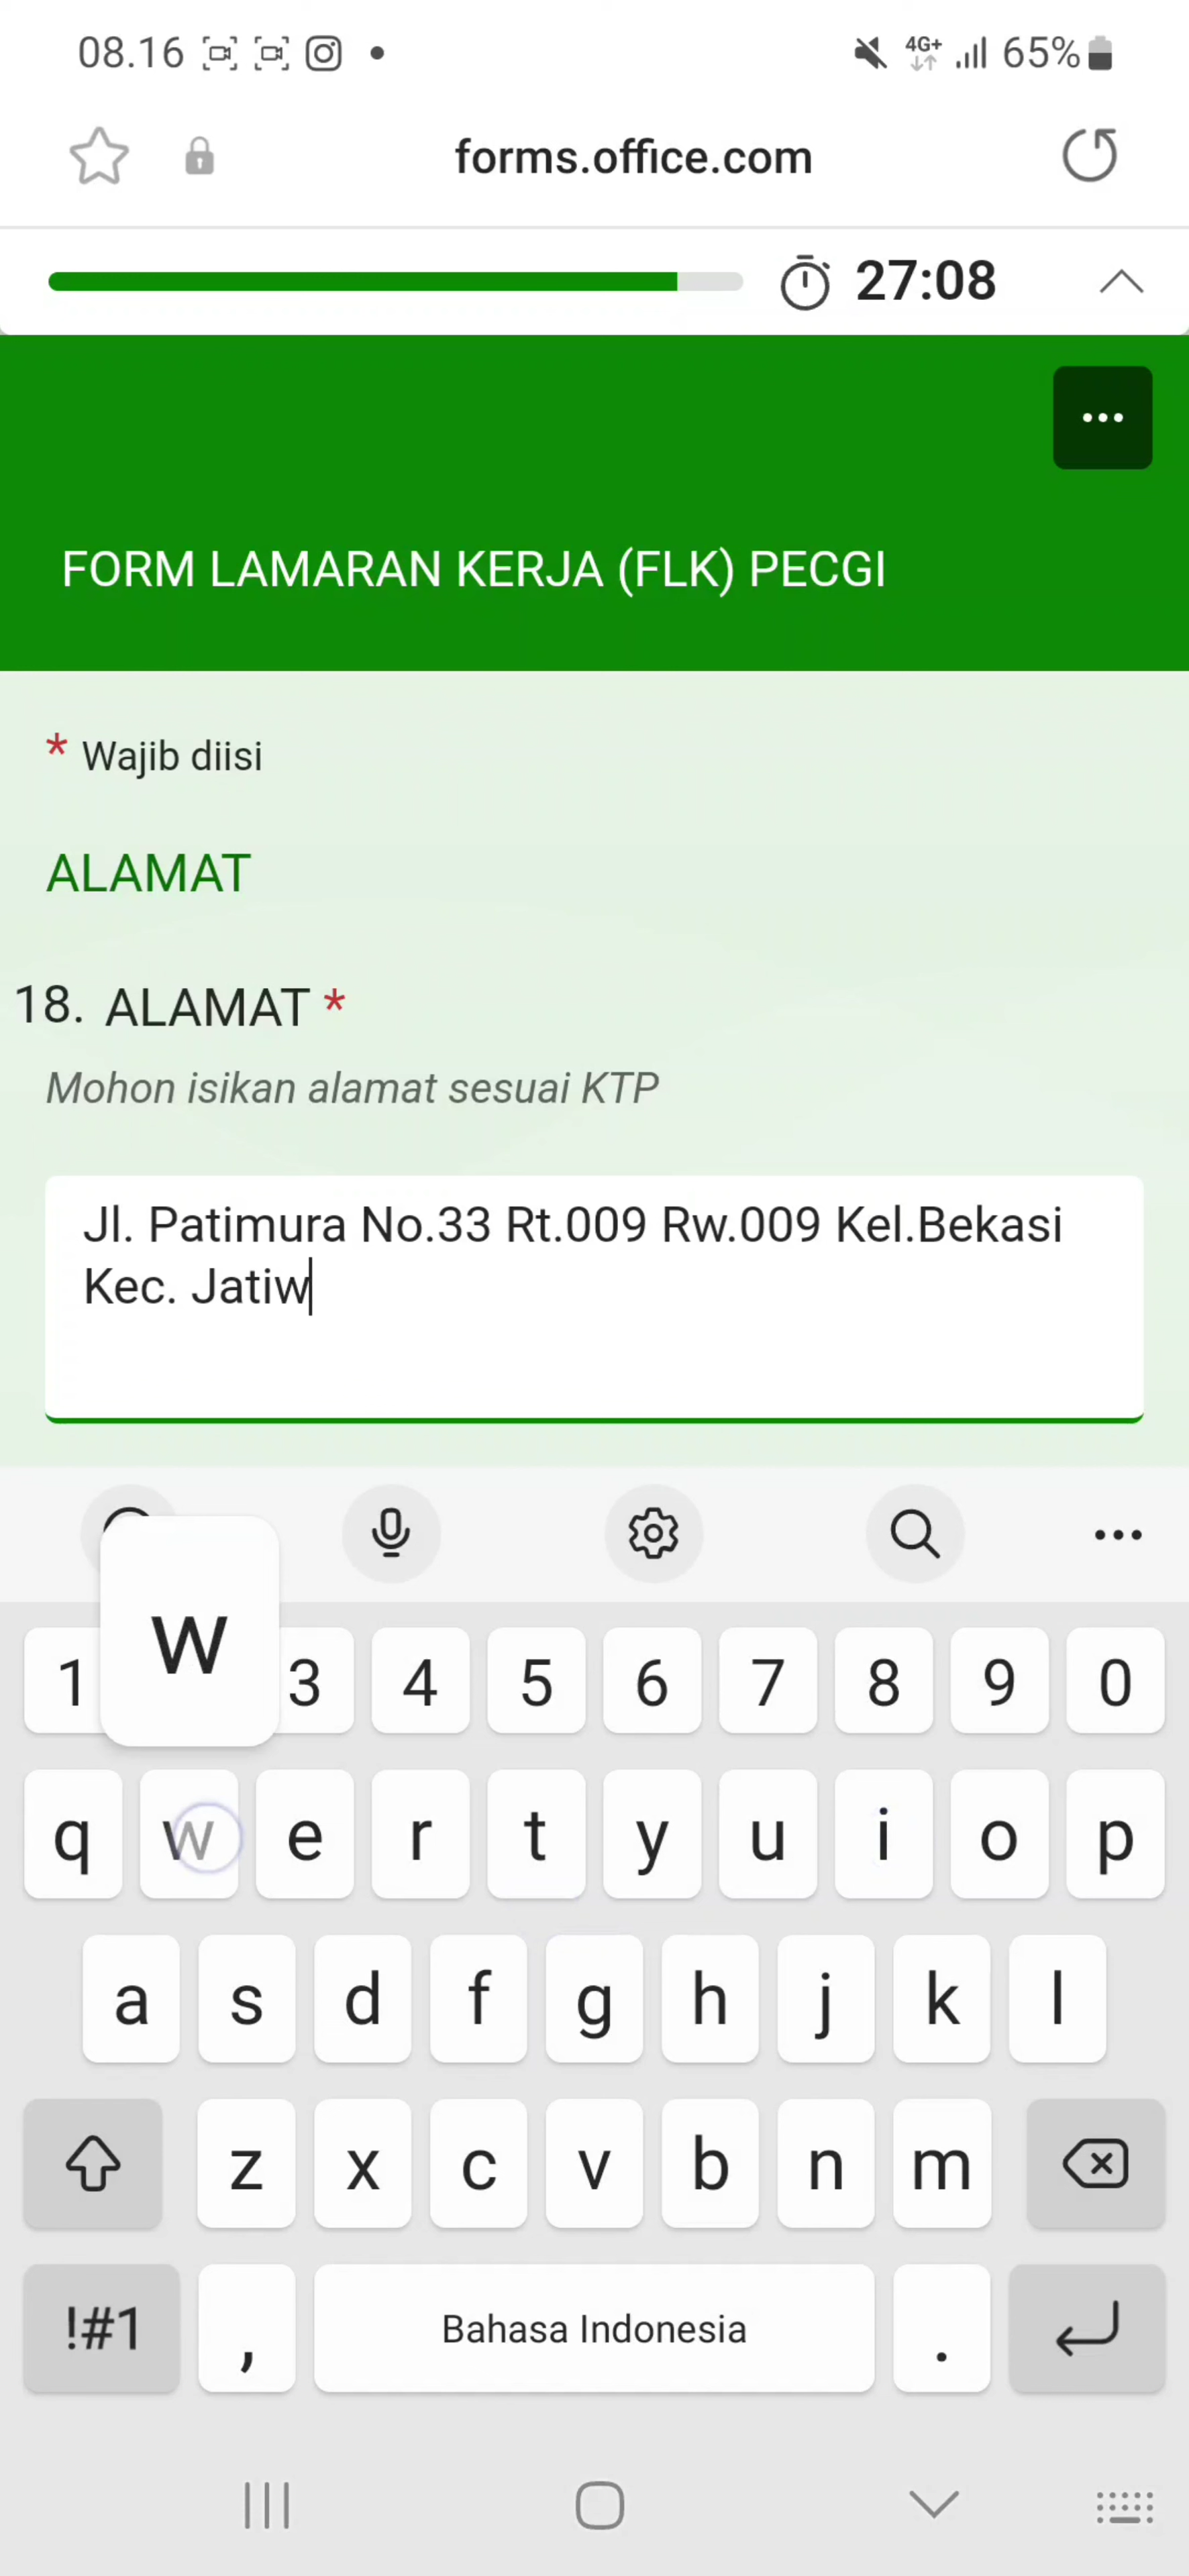 08.16
4G+
65%
forms.office.com
27:08
FORM LAMARAN KERJA (FLK) PECGI
* Wajib diisi
ALAMAT
18. ALAMAT *
Mohon isikan alamat sesuai KTP
Jl. Patimura No.33 Rt.009 Rw.009 Kel.Bekasi
Kec. Jatiw
w
1 3 4 5 6 7 8 9 0
q w e r t y u i o p
a s d f g h j k l
z x c v b n m
!#1 , Bahasa Indonesia .